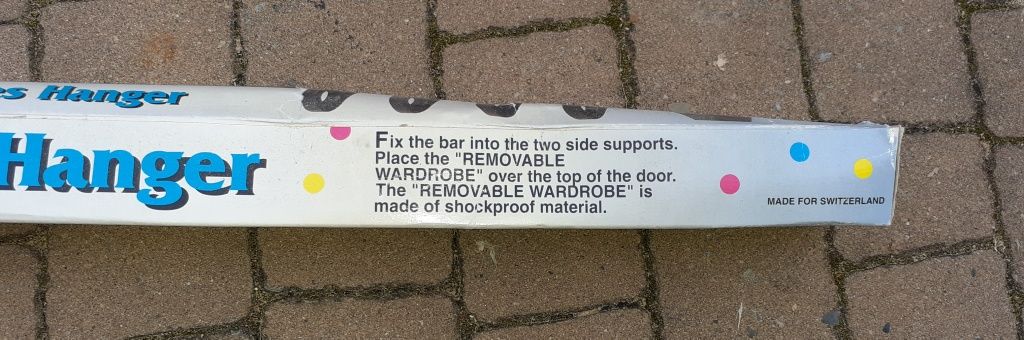 es Hanger
Hanger
Fix the bar into the two side supports.
Place the "REMOVABLE
WARDROBE" over the top of the door.
The "REMOVABLE WARDROBE" is
made of shockproof material.
MADE FOR SWITZERLAND